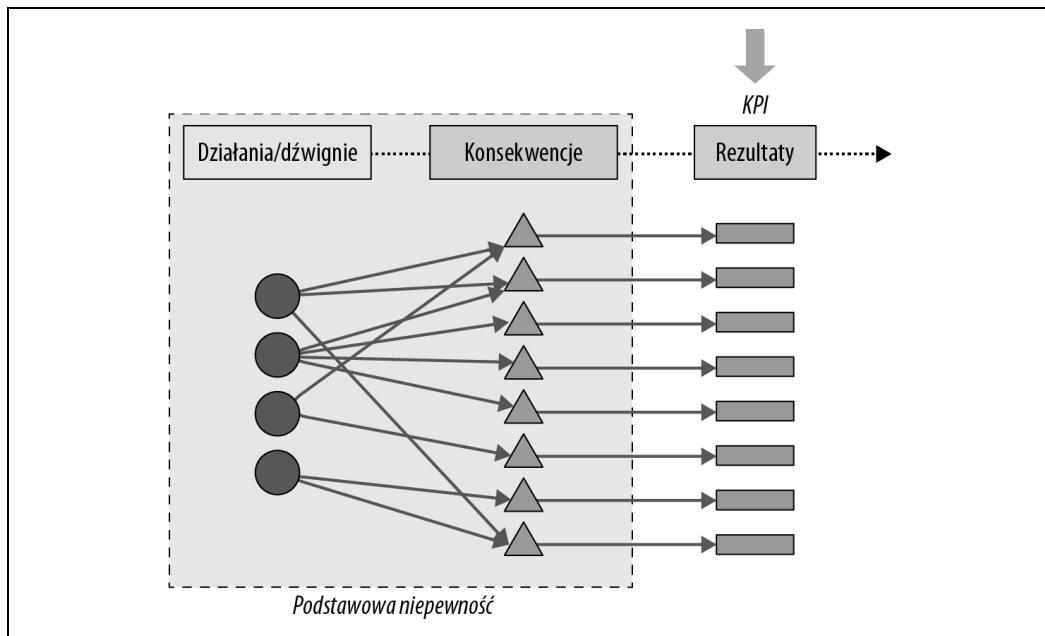 KPI
Działania/dźwignie
Konsekwencje
Rezultaty
Podstawowa niepewność